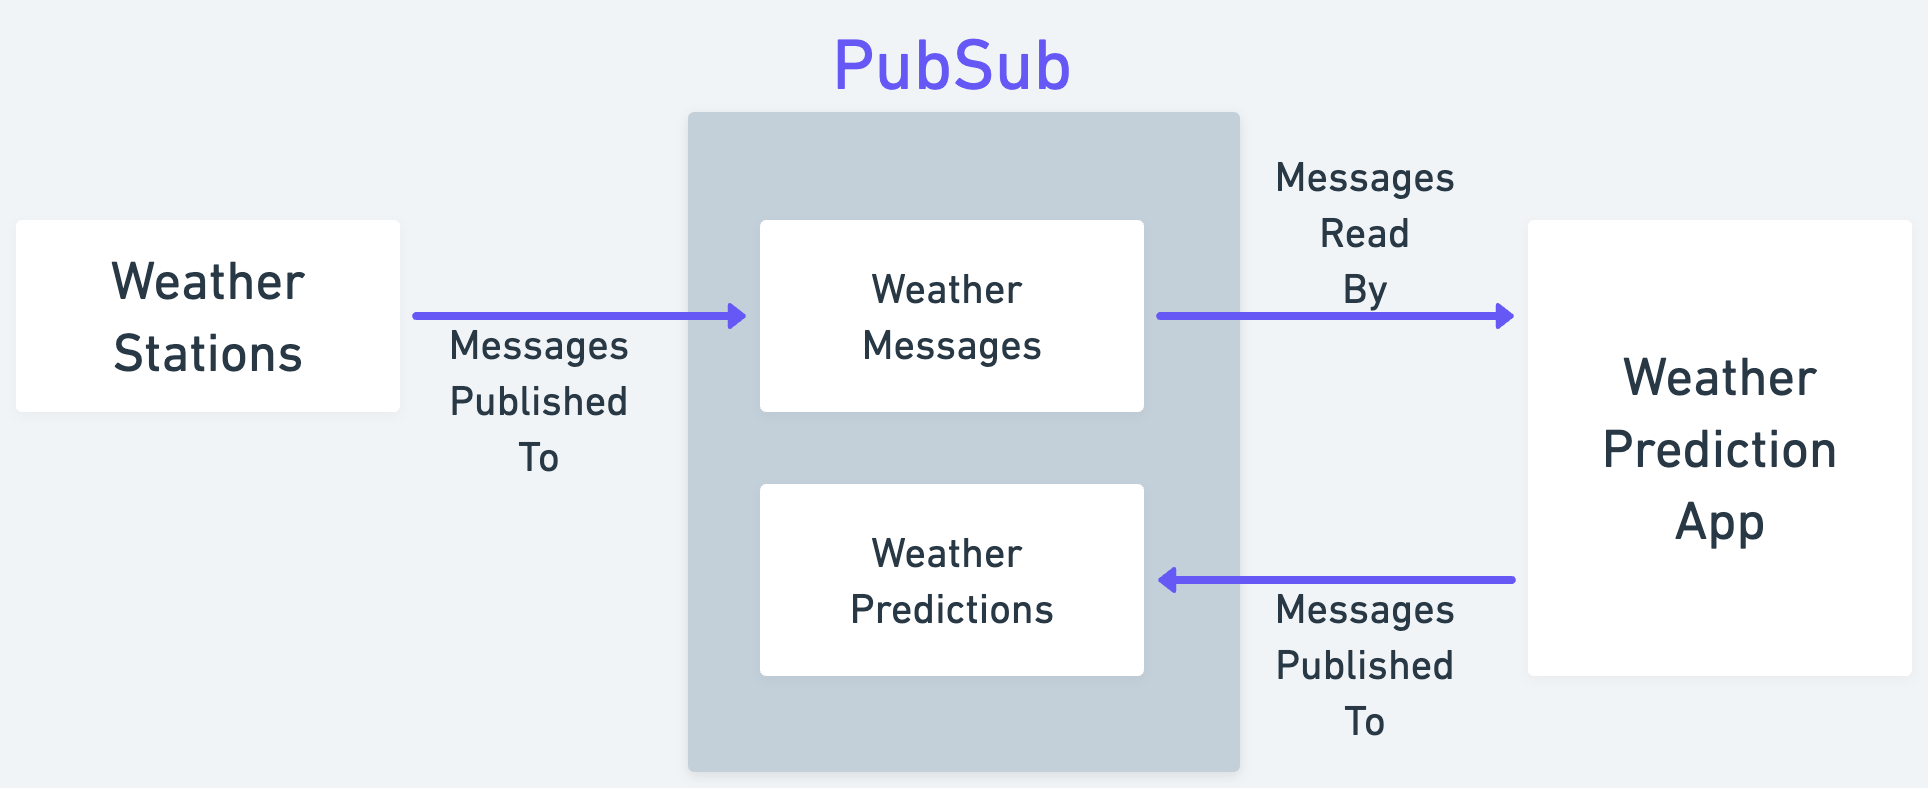 PubSub
Weather
Stations
Messages
Published
To
Weather
Messages
Messages
Read
By
Weather
Prediction
App
Weather
Predictions
Messages
Published
To